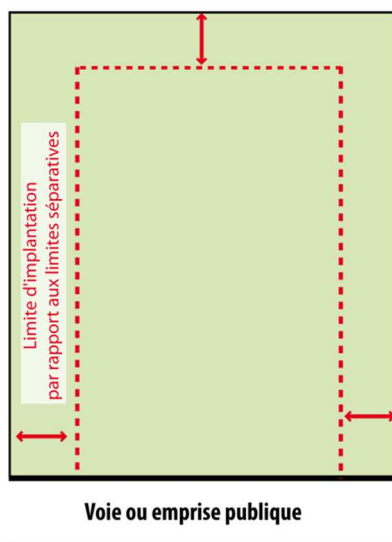 Limite d'implantation
par rapport aux limites séparatives
Voie ou emprise publique